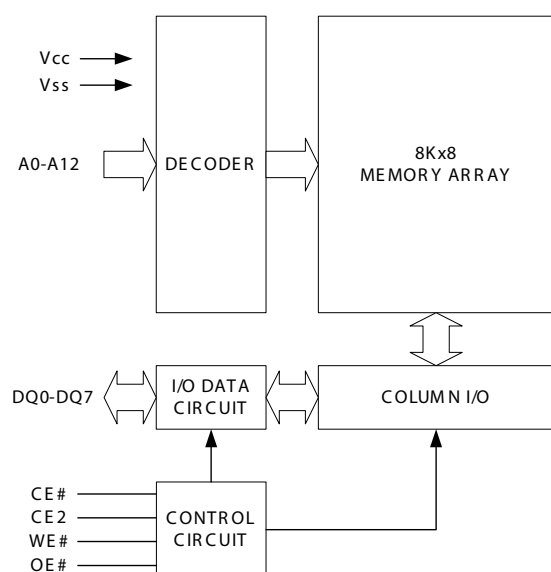 Vcc
Vss
A0-A12
DECODER
8Kx8
MEMORY ARRAY
DQ0-DQ7
I/O DATA
CIRCUIT
COLUMN I/O
CE#
CE2
WE#
OE#
CONTROL
CIRCUIT